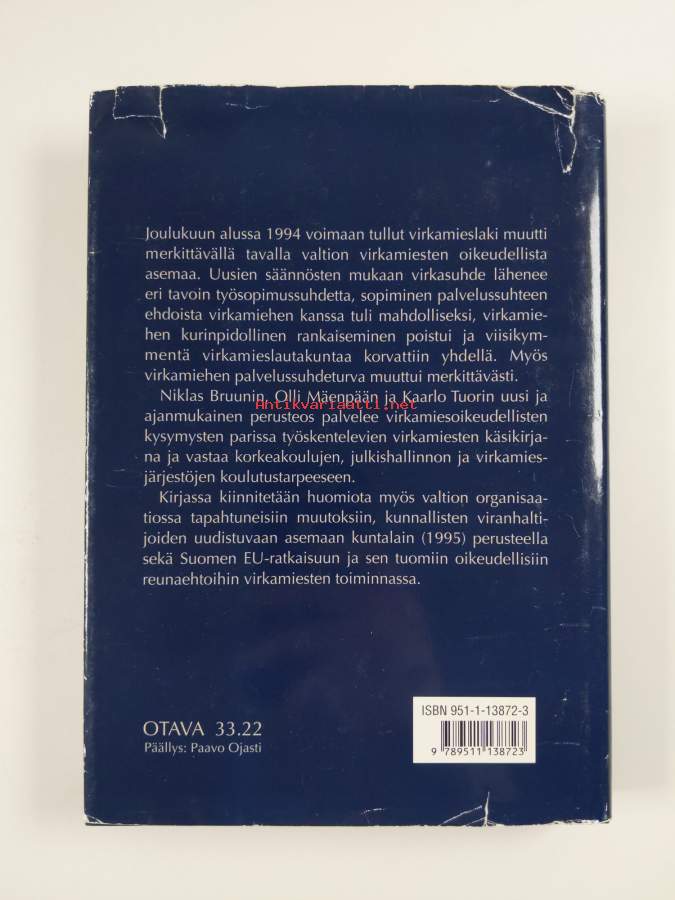 Joulukuun alussa 1994 voimaan tullut virkamieslaki muutti
merkittävällä tavalla valtion virkamiesten oikeudellista
asemaa. Uusien säännösten mukaan virkasuhde lähenee
eri tavoin työsopimussuhdetta, sopiminen palvelussuhteen
ehdoista virkamiehen kanssa tuli mahdolliseksi, virkamie-
hen kurinpidollinen rankaiseminen poistui ja viisikym-
mentä virkamieslautakuntaa korvattiin yhdellä. Myös
virkamiehen palvelussuhdeturva muuttui merkittävästi.
Niklas Bruunin, Olli Mäenpään ja Kaarlo Tuorin uusi ja
Antikvariaatti.net
ajanmukainen perusteos palvelee virkamiesoikeudellisten
kysymysten parissa työskentelevien virkamiesten käsikirja-
na ja vastaa korkeakoulujen, julkishallinnon ja virkamies-
järjestöjen koulutustarpeeseen.
Kirjassa kiinnitetään huomiota myös valtion organisaa-
tiossa tapahtuneisiin muutoksiin, kunnallisten viranhalti-
joiden uudistuvaan asemaan kuntalain (1995) perusteella
sekä Suomen EU-ratkaisuun ja sen tuomiin oikeudellisiin
reunaehtoihin virkamiesten toiminnassa.
ISBN 951-1-13872-3
9 789511 138723
OTAVA 33.22
Päällys: Paavo Ojasti